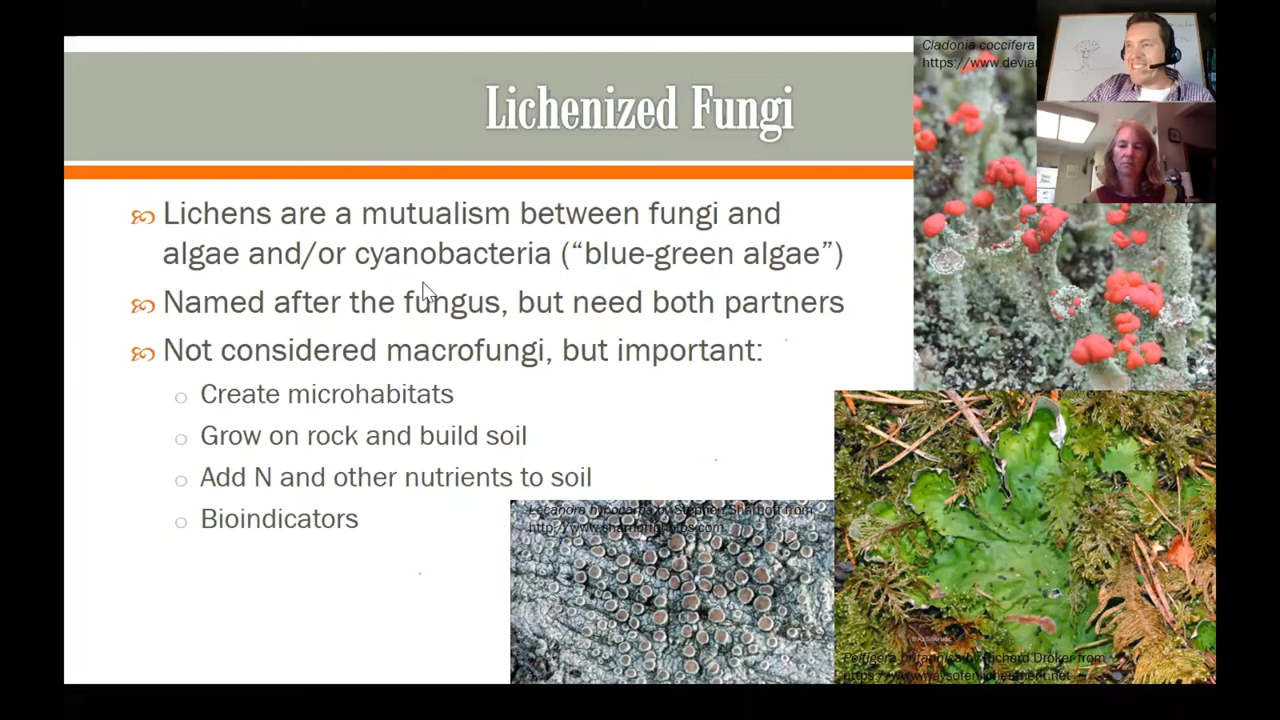 Lichenized Fungi
Lichens are a mutualism between fungi and
algae and/or cyanobacteria (“blue-green algae”)
Named after the fungus, but need both partners
Not considered macrofungi, but important:
Create microhabitats
Grow on rock and build soil
Add N and other nutrients to soil
Bioindicators
Cladonia coccifera
https://www.devian
Lecanora hybocarpa by Stephen Sharnoff from
http://www.sharnoffphotos.com
Peltigera britannica by Richard Droker from
https://www.waysofenlichenment.net